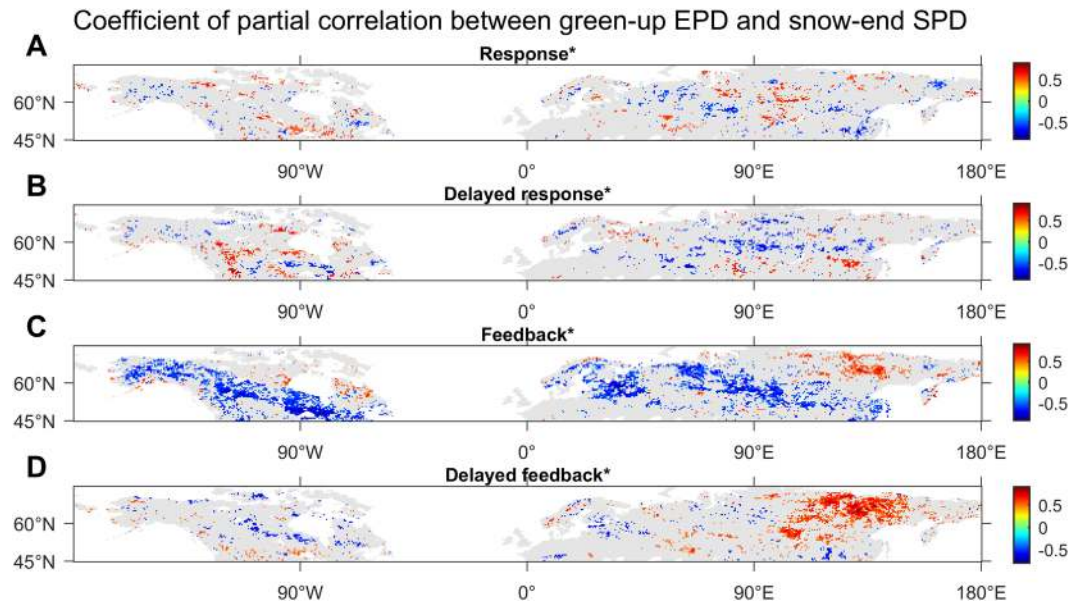 Coefficient of partial correlation between green-up EPD and snow-end SPD
A
Response*
60°N
45°N
0.5
0
-0.5
90°W
0°
90°E
180°E
B
Delayed response*
60°N
45°N
0.5
0
-0.5
90°W
0°
90°E
180°E
C
Feedback*
60°N
45°N
0.5
0
-0.5
90°W
0°
90°E
180°E
D
Delayed feedback*
60°N
45°N
0.5
0
-0.5
90°W
0°
90°E
180°E